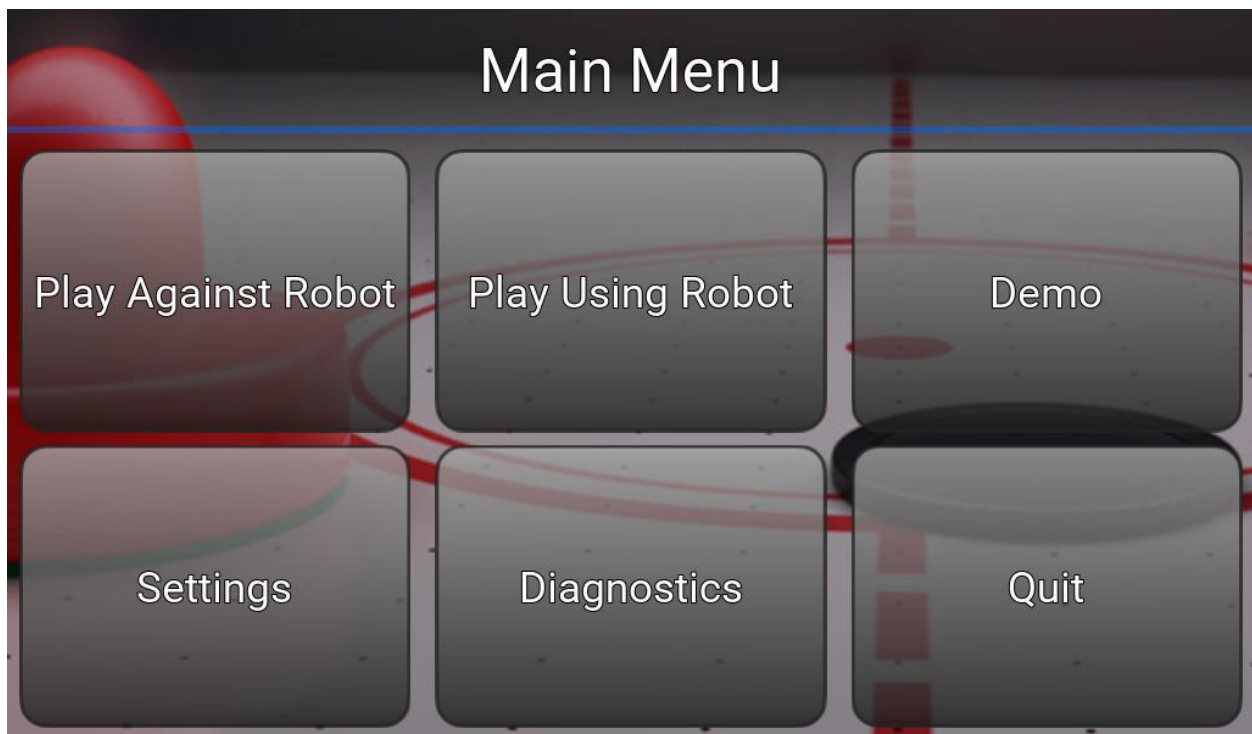 Main Menu
Play Against Robot
Play Using Robot
Demo
Settings
Diagnostics
Quit